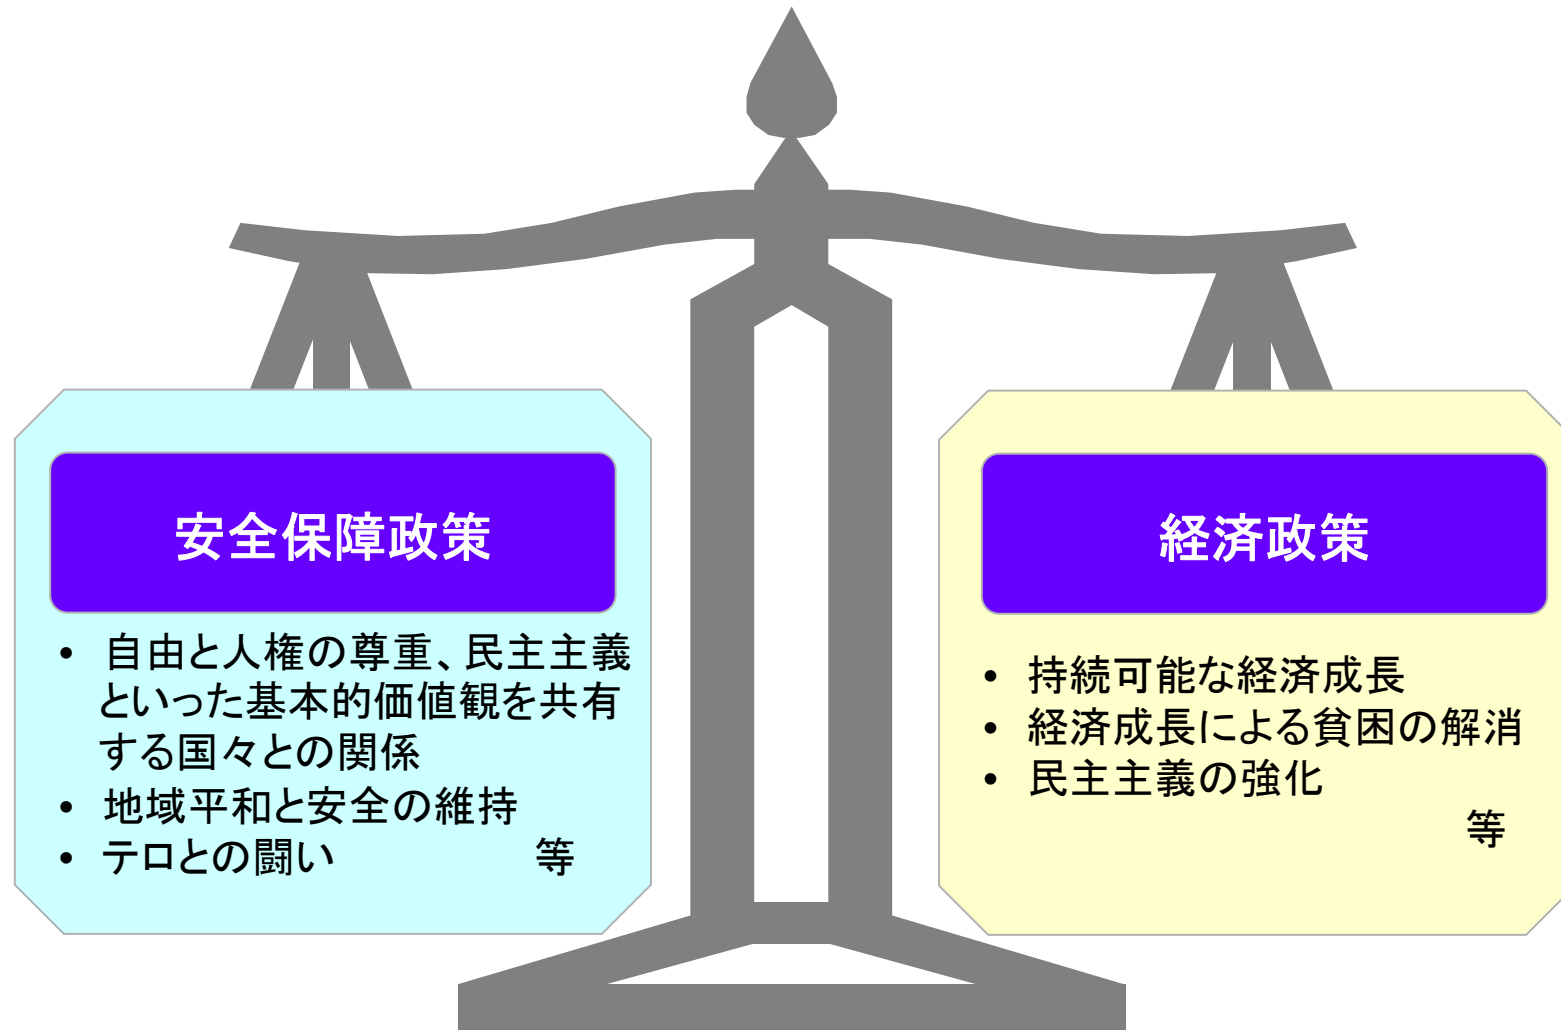 安全保障政策
• 自由と人権の尊重、民主主義
といった基本的価値観を共有
する国々との関係
• 地域平和と安全の維持
• テロとの闘い 等
経済政策
• 持続可能な経済成長
• 経済成長による貧困の解消
• 民主主義の強化
等